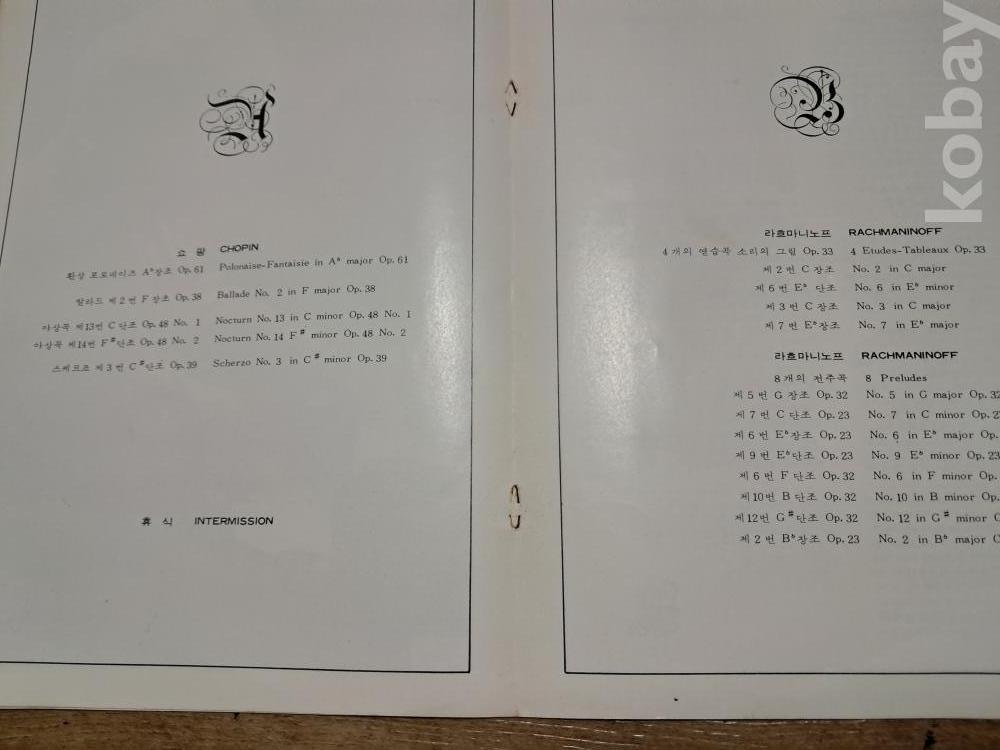 A
쇼 팡 CHOPIN
환상 포로네이즈 A♭장조 Op. 61 Polonaise-Fantaisie in A♭ major Op. 61
발라드 제 2 번 F 장조 Op. 38 Ballade No. 2 in F major Op. 38
야상곡 제13번 C 단조 Op. 48 No. 1 Nocturn No. 13 in C minor Op. 48 No. 1
야상곡 제14번 F#단조 Op. 48 No. 2 Nocturn No. 14 F# minor Op. 48 No. 2
스케르쪼 제 3 번 C#단조 Op. 39 Scherzo No. 3 in C# minor Op. 39
휴 식 INTERMISSION
B
라흐마니노프 RACHMANINOFF
4 개의 연습곡 소리의 그림 Op. 33 4 Etudes-Tableaux Op. 33
제 2 번 C 장조 No. 2 in C major
제 6 번 E♭ 단조 No. 6 in E♭ minor
제 3 번 C 장조 No. 3 in C major
제 7 번 E♭장조 No. 7 in E♭ major
라흐마니노프 RACHMANINOFF
8 개의 전주곡 8 Preludes
제 5 번 G 장조 Op. 32 No. 5 in G major Op. 32
제 7 번 C 단조 Op. 23 No. 7 in C minor Op. 2
제 6 번 E♭장조 Op. 23 No. 6 in E♭ major Op.
제 9 번 E♭단조 Op. 23 No. 9 E♭ minor Op. 23
제 6 번 F 단조 Op. 32 No. 6 in F minor Op.
제10번 B 단조 Op. 32 No. 10 in B minor Op.
제12번 G#단조 Op. 32 No. 12 in G# minor O
제 2 번 B♭장조 Op. 23 No. 2 in B♭ major O
kobay